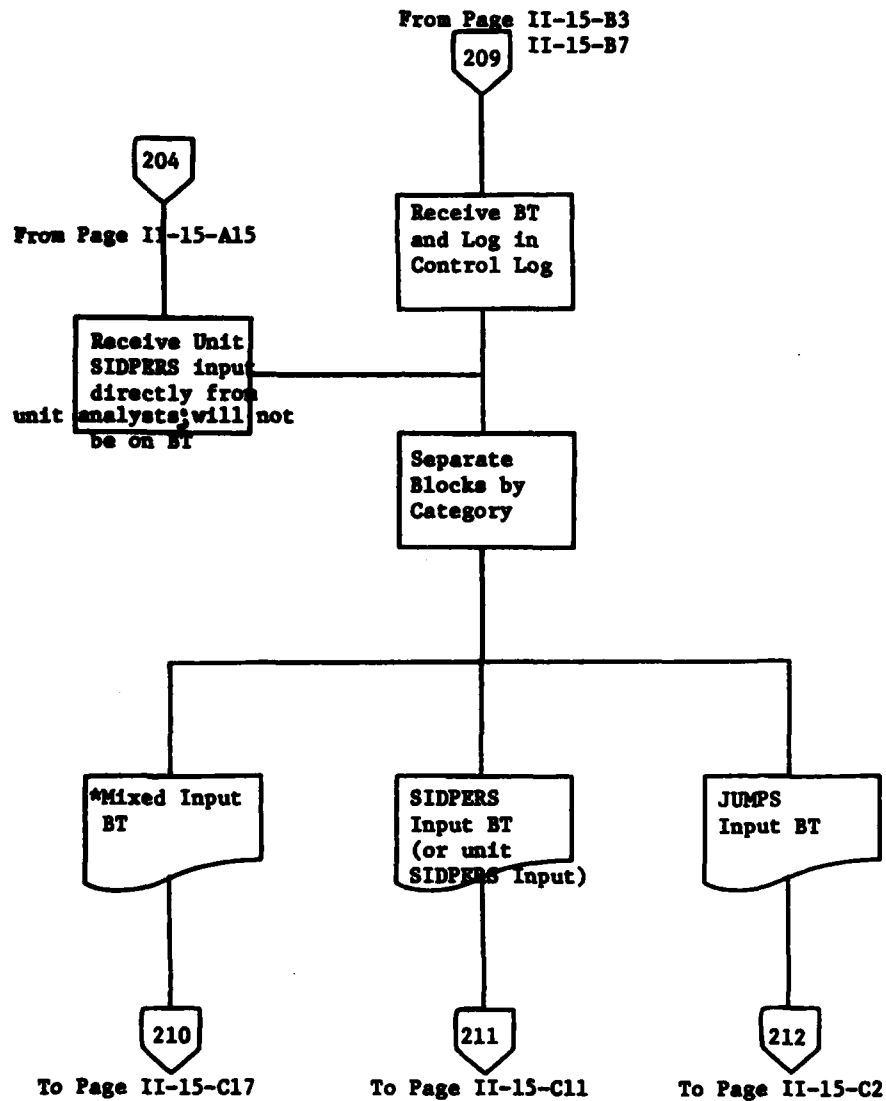 From Page II-15-B3
II-15-B7
209
204
From Page II-15-A15
Receive BT
and Log in
Control Log
Receive Unit
SIDPERS input
directly from
unit analysts;will not
be on BT
Separate
Blocks by
Category
*Mixed Input
BT
SIDPERS
Input BT
(or unit
SIDPERS Input)
JUMPS
Input BT
210
211
212
To Page II-15-C17
To Page II-15-C11
To Page II-15-C2